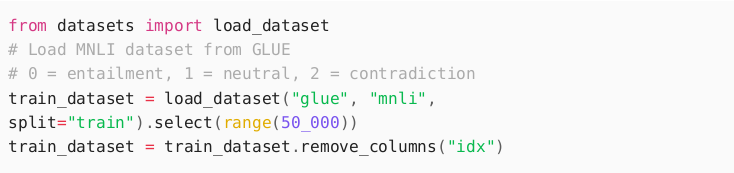 from datasets import load_dataset
# Load MNLI dataset from GLUE
# 0 = entailment, 1 = neutral, 2 = contradiction
train_dataset = load_dataset("glue", "mnli",
split="train").select(range(50_000))
train_dataset = train_dataset.remove_columns("idx")